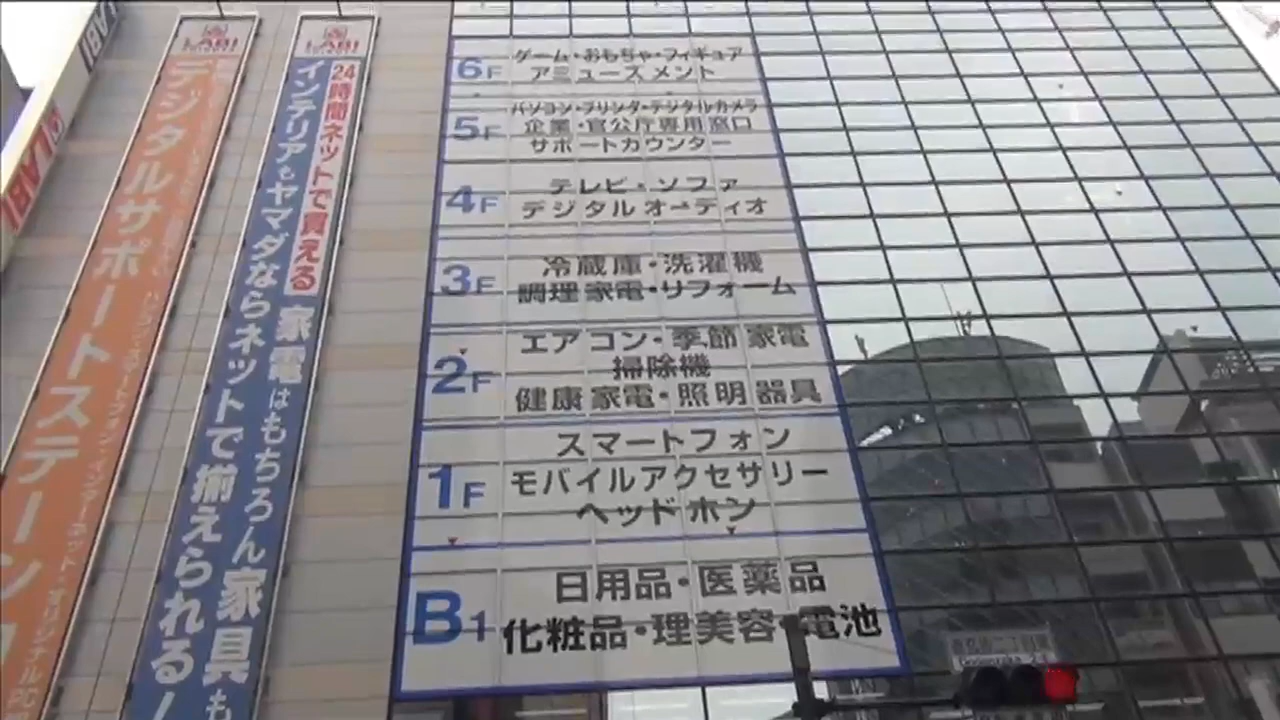 LABI
LABI
LABI
デジタルサポートステーション
LABI
24時間ネットで買える
家電はもちろん家具も
インテリアもヤマダならネットで揃えられる!
6F
ゲーム・おもちゃ・フィギュア
アミューズメント
5F
パソコン・プリンタ・デジタルカメラ
企業・官公庁専用窓口
サポートカウンター
4F
テレビ・ソファ
デジタルオーディオ
3F
冷蔵庫・洗濯機
調理家電・リフォーム
2F
エアコン・季節家電
掃除機
健康家電・照明器具
1F
スマートフォン
モバイルアクセサリー
ヘッドホン
B1
日用品・医薬品
化粧品・理美容・電池